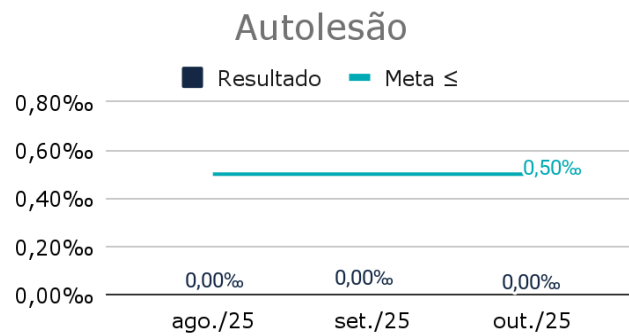 Autolesão
Resultado Meta ≤
0,80‰
0,60‰
0,50‰
0,40‰
0,20‰
0,00‰ 0,00‰ 0,00‰
0,00‰
ago./25 set./25 out./25